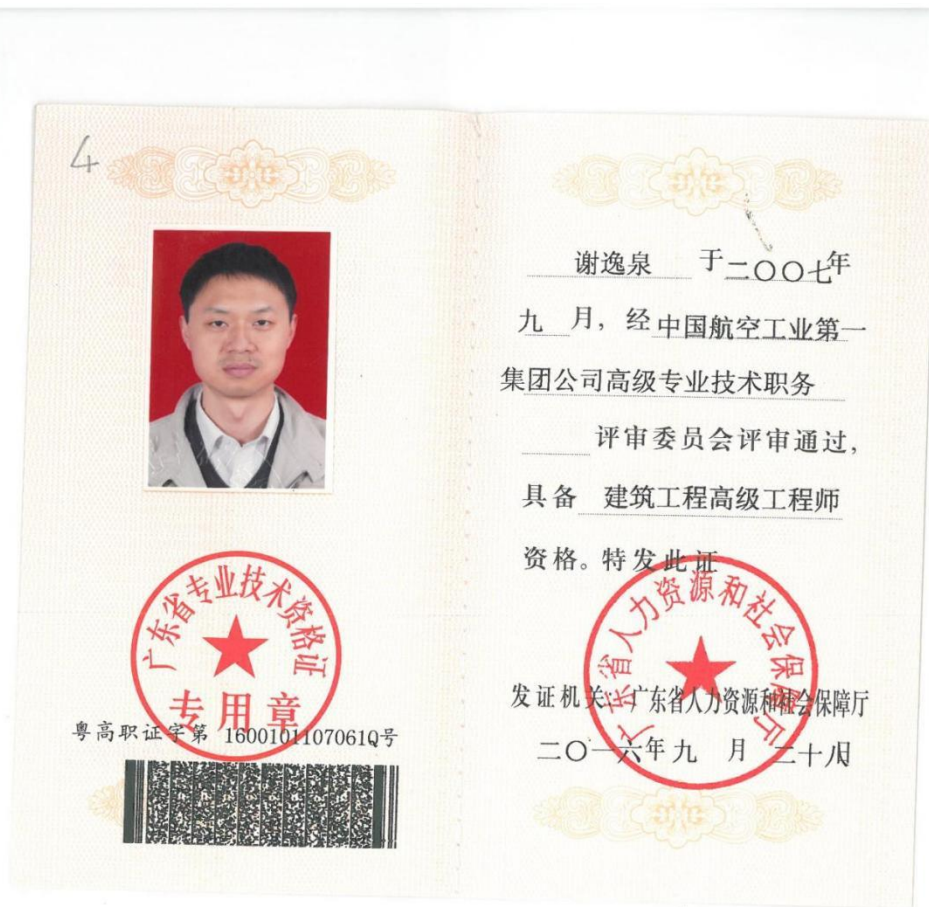 4
广东省专业技术资格证
专用章
粤高职证字第 1600101107061Q号
谢逸泉 于二〇〇七年
九 月，经中国航空工业第一
集团公司高级专业技术职务
评审委员会评审通过，
具备 建筑工程高级工程师
资格。特发此证
广东省人力资源和社会保障厅
发证机关：广东省人力资源和社会保障厅
二〇一六年九 月 二十八日